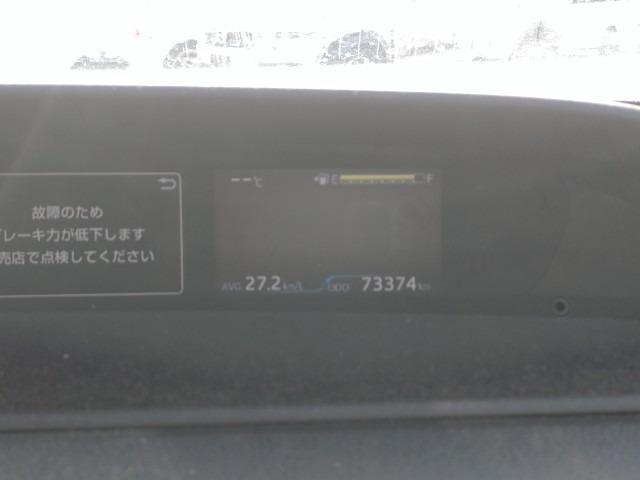 故障のため
レーキ力が低下します
売店で点検してください
--℃
E F
AVG 27.2 km/L ODO 73374 km